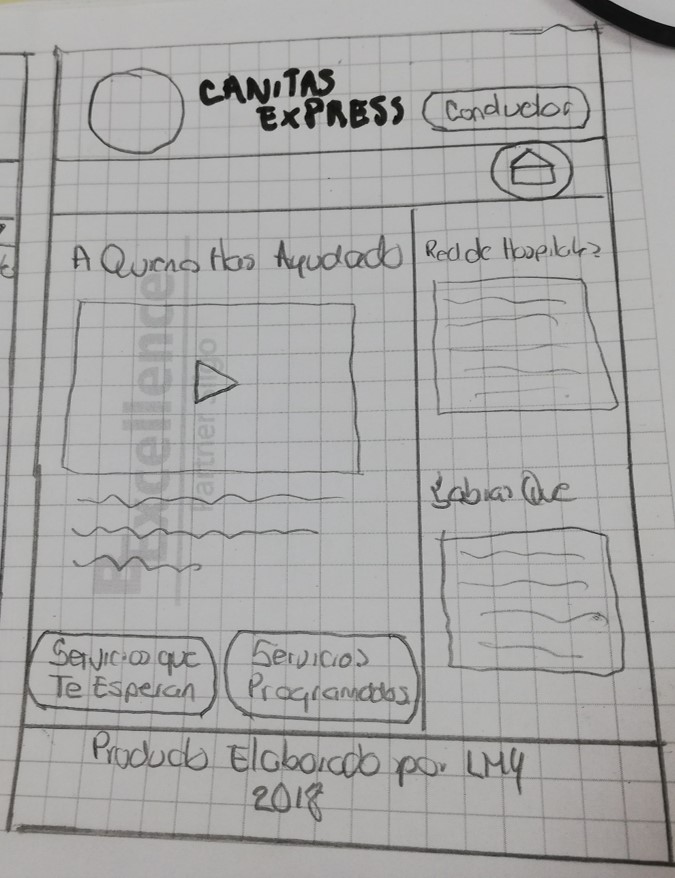 CANITAS
EXPRESS
Conductor
A Quienes Has Ayudado
Red de Hospitales
Sabias Que
Excellence
Partner
Servicios que
Te Esperan
Servicios
Programados
Producto Elaborado por LMY
2018